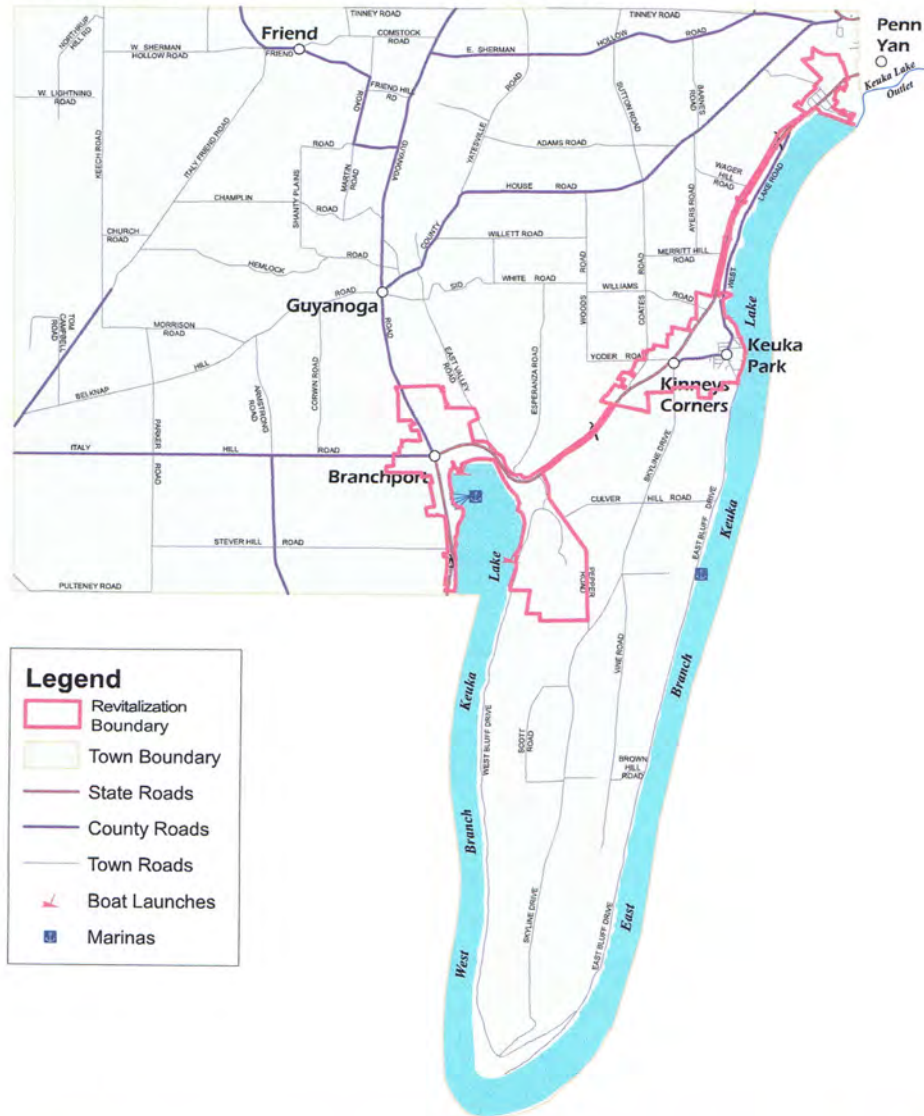 TINNEY ROAD
TINNEY ROAD
Penn
Yan
NORTHRUP
HILL RD
Friend
COMSTOCK
ROAD
W. SHERMAN
HOLLOW ROAD
FRIEND
E. SHERMAN
HOLLOW
ROAD
Keuka Lake
Outlet
W. LIGHTNING
ROAD
FRIEND HILL
RD
ROAD
ROAD
SUTTON ROAD
BARNES
ROAD
KEECH ROAD
ITALY FRIEND ROAD
YATESVILLE
ROAD
MARTIN
ROAD
GUYANOGA
ADAMS ROAD
WAGER
HILL
ROAD
LAKE ROAD
CHAMPLIN
ROAD
SHANTY PLAINS
HOUSE
ROAD
AYERS ROAD
CHURCH
ROAD
COUNTY
WILLETT ROAD
ROAD
ROAD
MERRITT HILL
ROAD
HEMLOCK
ROAD
WEST
Guyanoga
ROAD
SID
WHITE
ROAD
WILLIAMS
ROAD
Lake
TOM
CAMPBELL
ROAD
MORRISON
ROAD
ROAD
WOODS
COATES
Keuka
Park
HILL
BELKNAP
CORWIN ROAD
EAST VALLEY
ROAD
ESPERANZA ROAD
YODER ROAD
Kinneys
Corners
ARMSTRONG
ROAD
PARKER
ROAD
ITALY
HILL
ROAD
Branchport
SKYLINE DRIVE
CULVER
HILL
ROAD
EAST BLUFF DRIVE
Keuka
STEVER HILL
ROAD
Lake
PULTENEY ROAD
PEPPER
ROAD
Legend
Revitalization
Boundary
Town Boundary
State Roads
County Roads
Town Roads
Boat Launches
Marinas
Keuka
WEST BLUFF DRIVE
SCOTT
ROAD
VINE ROAD
Branch
BROWN
HILL
ROAD
Branch
SKYLINE DRIVE
EAST BLUFF DRIVE
East
West